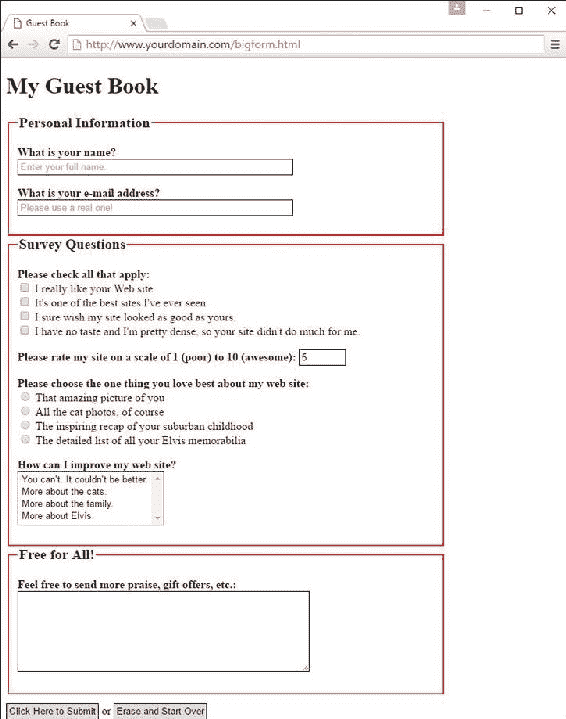 Guest Book
http://www.yourdomain.com/bigform.html
My Guest Book
Personal Information
What is your name?
Enter your full name.
What is your e-mail address?
Please use a real one!
Survey Questions
Please check all that apply:
I really like your Web site.
It's one of the best sites I've ever seen
I sure wish my site looked as good as yours.
I have no taste and I'm pretty dense, so your site didn't do much for me.
Please rate my site on a scale of 1 (poor) to 10 (awesome): 5
Please choose the one thing you love best about my web site:
That amazing picture of you
All the cat photos, of course
The inspiring recap of your suburban childhood
The detailed list of all your Elvis memorabilia
How can I improve my web site?
You can't. It couldn't be better.
More about the cats.
More about the family.
More about Elvis.
Free for All!
Feel free to send more praise, gift offers, etc.:
Click Here to Submit or Erase and Start Over